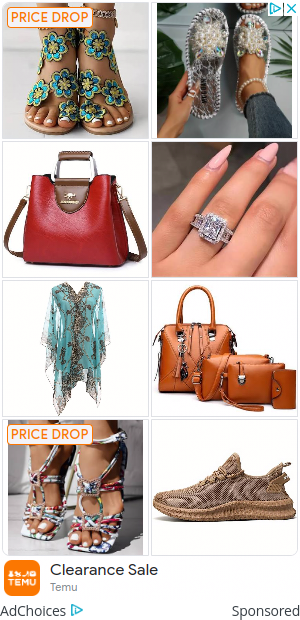 PRICE DROP
PRICE DROP
Clearance Sale
TEMU
Temu
AdChoices
Sponsored